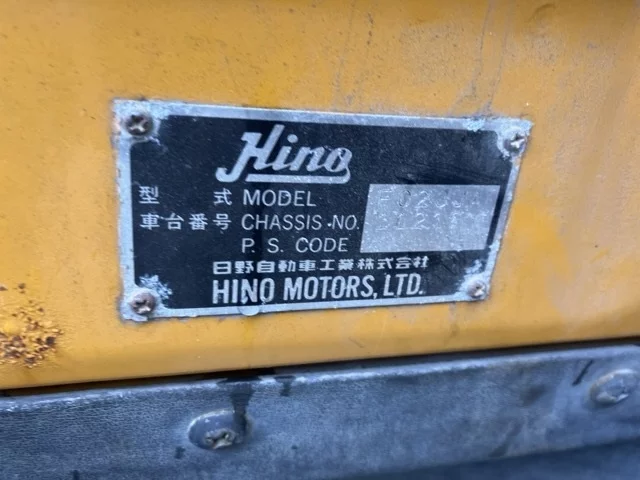 Hino
型 式 MODEL
車台番号 CHASSIS-NO.
P. S. CODE
日野自動車工業株式会社
HINO MOTORS, LTD.